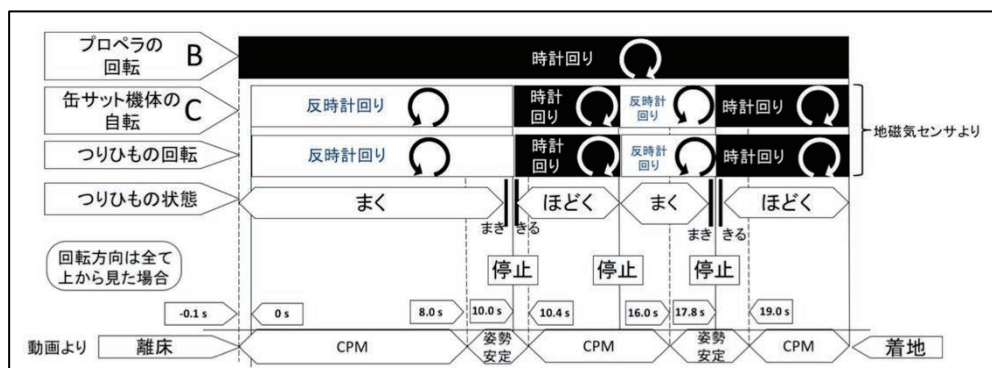 プロペラの
回転
B
時計回り
缶サット機体の
自転
C
反時計回り
時計
回り
反時計
回り
時計回り
地磁気センサより
つりひもの回転
反時計回り
時計
回り
反時計
回り
時計回り
つりひもの状態
まく
ほどく
まく
ほどく
まき きる
まき きる
回転方向は全て
上から見た場合
停止
停止
停止
-0.1 s
0 s
8.0 s
10.0 s
10.4 s
16.0 s
17.8 s
19.0 s
動画より
離床
CPM
姿勢
安定
CPM
姿勢
安定
CPM
着地